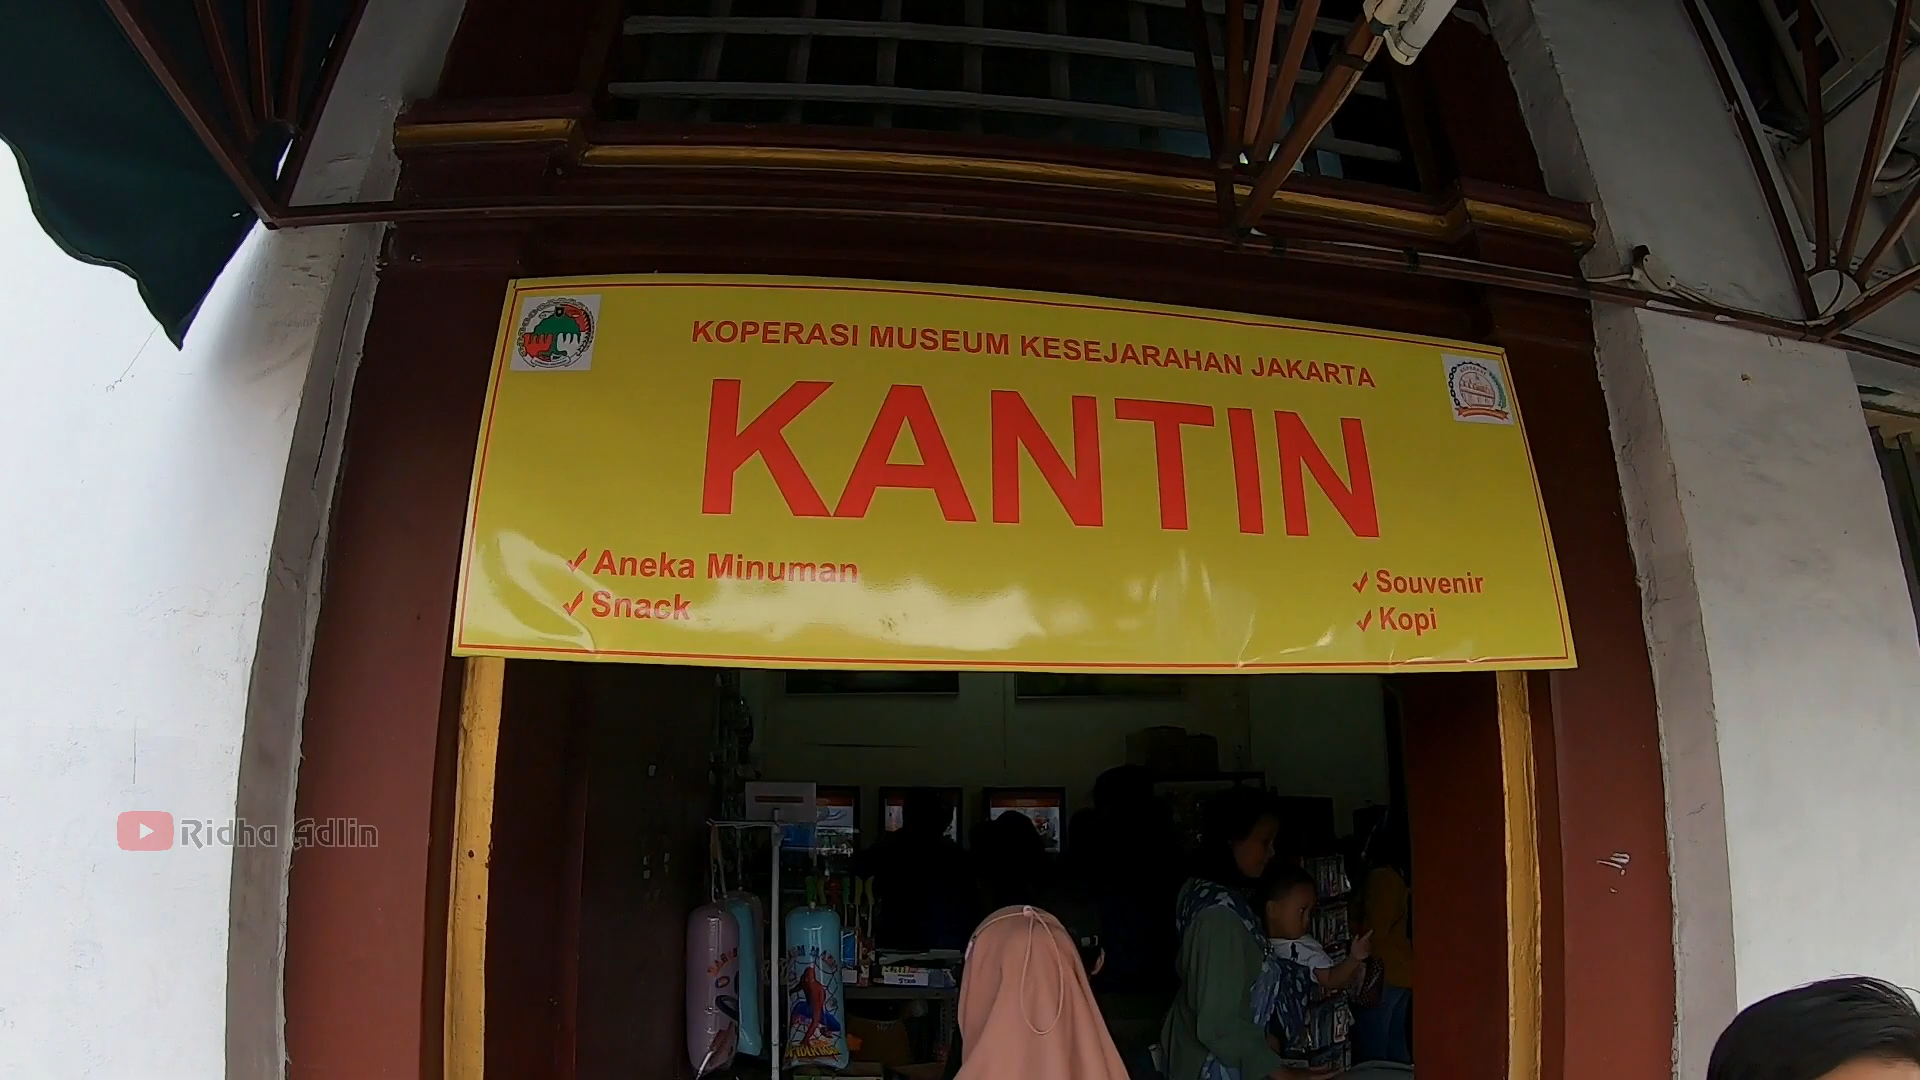 KOPERASI MUSEUM KESEJARAHAN JAKARTA
KANTIN
✓ Aneka Minuman
✓ Snack
✓ Souvenir
✓ Kopi
Ridha Adlin